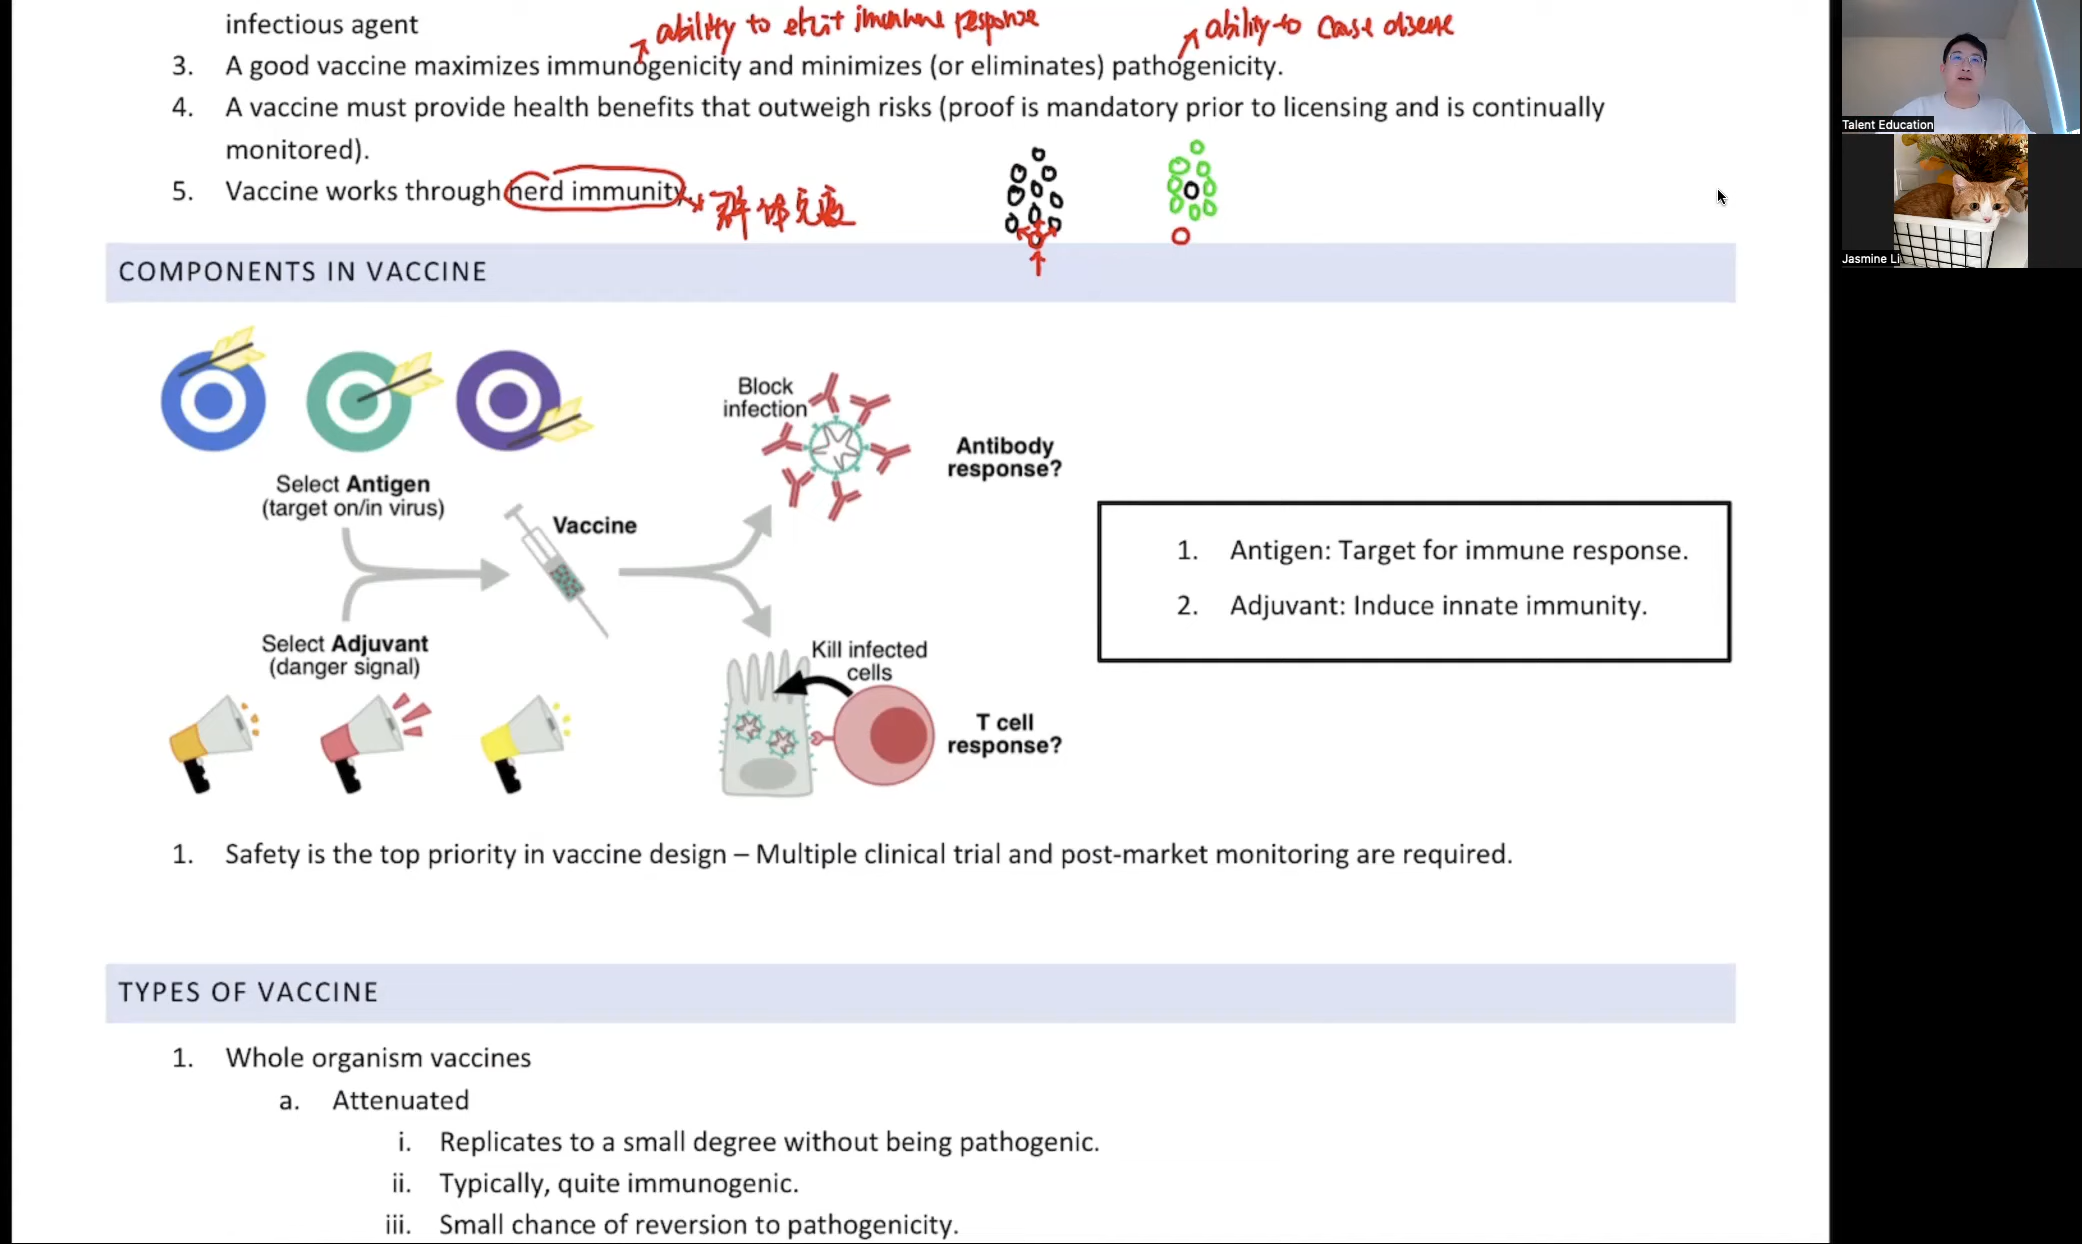 infectious agent
ability to elicit immune response
ability to cause disease
3. A good vaccine maximizes immunogenicity and minimizes (or eliminates) pathogenicity.
4. A vaccine must provide health benefits that outweigh risks (proof is mandatory prior to licensing and is continually
monitored).
5. Vaccine works through herd immunity
群体免疫
COMPONENTS IN VACCINE
Select Antigen
(target on/in virus)
Select Adjuvant
(danger signal)
Vaccine
Block
infection
Antibody
response?
Kill infected
cells
T cell
response?
1. Antigen: Target for immune response.
2. Adjuvant: Induce innate immunity.
1. Safety is the top priority in vaccine design – Multiple clinical trial and post-market monitoring are required.
TYPES OF VACCINE
1. Whole organism vaccines
a. Attenuated
i. Replicates to a small degree without being pathogenic.
ii. Typically, quite immunogenic.
iii. Small chance of reversion to pathogenicity.
Talent Education
Jasmine Li